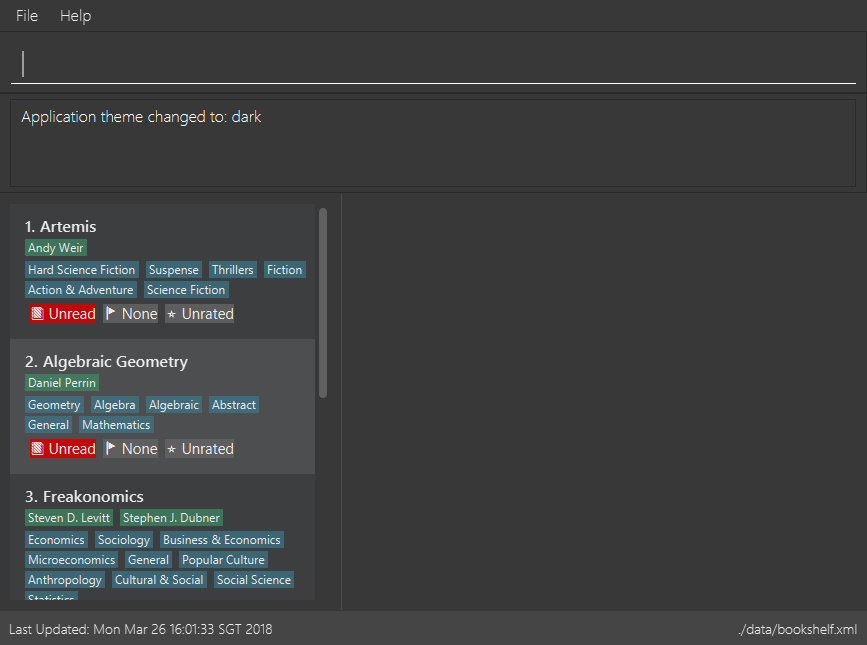 File Help
Application theme changed to: dark
1. Artemis
Andy Weir
Hard Science Fiction Suspense Thrillers Fiction
Action & Adventure Science Fiction
Unread None Unrated
2. Algebraic Geometry
Daniel Perrin
Geometry Algebra Algebraic Abstract
General Mathematics
Unread None Unrated
3. Freakonomics
Steven D. Levitt Stephen J. Dubner
Economics Sociology Business & Economics
Microeconomics General Popular Culture
Anthropology Cultural & Social Social Science
Statistics
Last Updated: Mon Mar 26 16:01:33 SGT 2018 ./data/bookshelf.xml